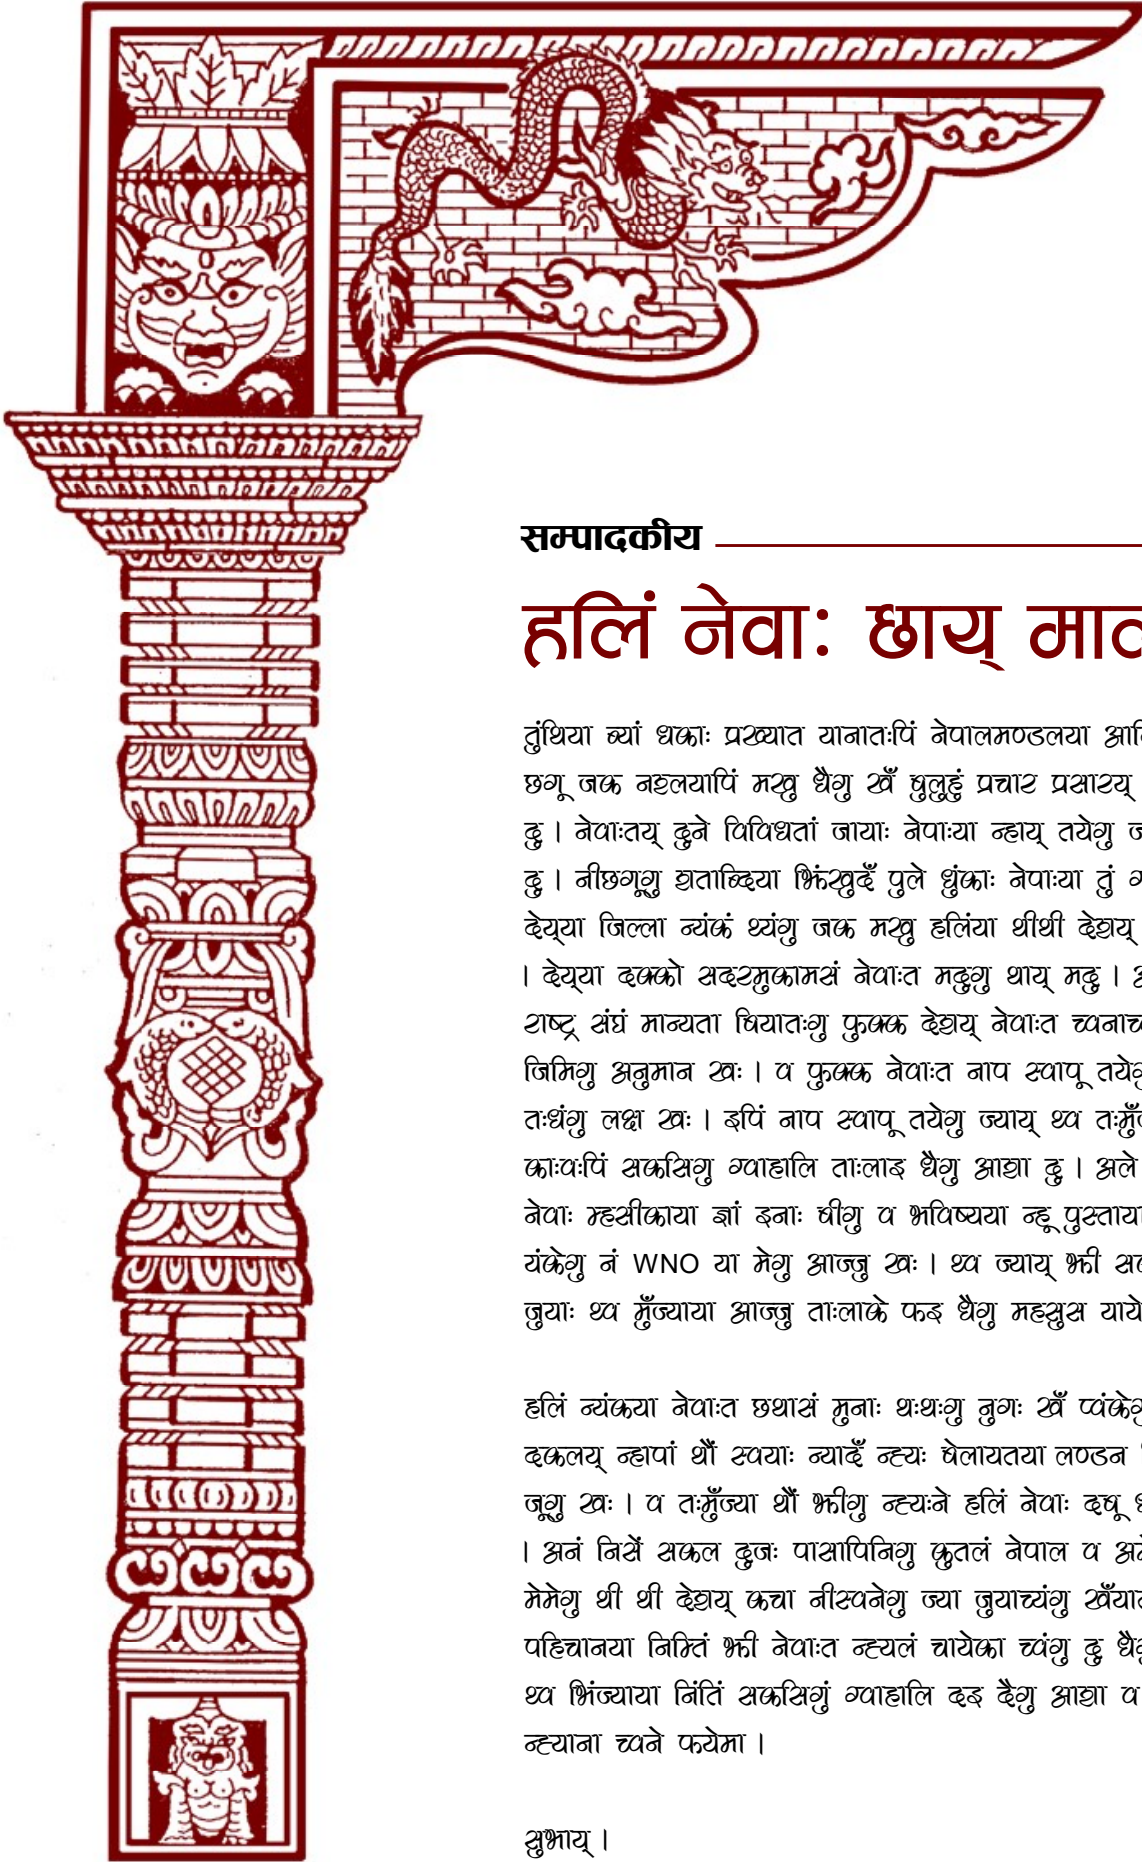 सम्पादकीय
हलिं नेवाः छाय्
तुंथिया ब्यां धकाः प्रख्यात यानातःपिं नेपालमण्डलया
छगू जक नश्लयापिं मखु धैगु खँ बुलुहुं प्रचार प्रसारय्
दु । नेवाःतय् दुने विविधतां जायाः नेपाःया न्हाय् तयेगु
दु । नीछगूगु शताब्दिया झिंखुदँ पुले धुंकाः नेपाःया तुं
देय्‌या जिल्ला न्यंकं थ्यंगु जक मखु हलिंया थीथी देशय्
। देय्‌या दक्को सदरमुकामसं नेवाःत मदुगु थाय् मदु ।
राष्ट्र संघं मान्यता बियातःगु फुक्क देशय् नेवाःत
जिमिगु अनुमान खः । व फुक्क नेवाःत नाप स्वापू
तःधंगु लक्ष खः । इपिं नाप स्वापू तयेगु ज्याय् थ्व
काःवःपिं सकसिगु ग्वाहालि ताःलाइ धैगु आशा दु । अले
नेवाः म्हसीकाया ज्ञां इनाः बीगु व भविष्यया न्हू
यंकेगु नं WNO या मेगु आज्जु खः । थ्व ज्याय् झी
जुयाः थ्व मुँज्याया आज्जु ताःलाके फइ धैगु महसुस
हलिं न्यंकया नेवाःत छथासं मुनाः थःथःगु नुगः खँ
दकलय् न्हापां थौं स्वयाः न्यादँ न्ह्यः बेलायतया लण्डन
जूगु खः । व तःमुँज्या थौं झीगु न्ह्यःने हलिं नेवाः दबू
। अनं निसें सकल दुजः पासापिनिगु कुतलं नेपाल व
मेमेगु थी थी देशय् कचा नीस्वनेगु ज्या जुयाच्यंगु
पहिचानया निम्तिं झी नेवाःत न्ह्यलं चायेका च्वंगु दु
थ्व भिंज्याया निंतिं सकसिगुं ग्वाहालि दइ दैगु आशा व
न्ह्याना च्वने फयेमा ।
सुभाय् ।